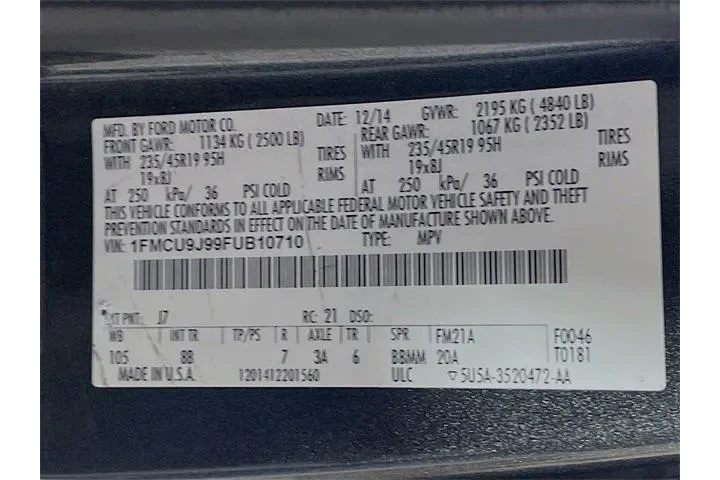 MFD. BY FORD MOTOR CO. DATE: 12/14 GVWR: 2195 KG ( 4840 LB)
FRONT GAWR: 1134 KG ( 2500 LB) REAR GAWR: 1067 KG ( 2352 LB)
WITH 235/45R19 95H TIRES WITH 235/45R19 95H TIRES
19x8J RIMS 19x8J RIMS
AT 250 kPa/ 36 PSI COLD AT 250 kPa/ 36 PSI COLD
THIS VEHICLE CONFORMS TO ALL APPLICABLE FEDERAL MOTOR VEHICLE SAFETY AND THEFT
PREVENTION STANDARDS IN EFFECT ON THE DATE OF MANUFACTURE SHOWN ABOVE.
VIN: 1FMCU9J99FUB10710 TYPE: MPV
EXT PNT: J7 RC: 21 DSO:
WB INT TR TP/PS R AXLE TR SPR FM21A F0046
105 8B 7 3A 6 BBMM 20A T0181
MADE IN U.S.A. 1201412201560 ULC ▽5U5A-3520472-AA